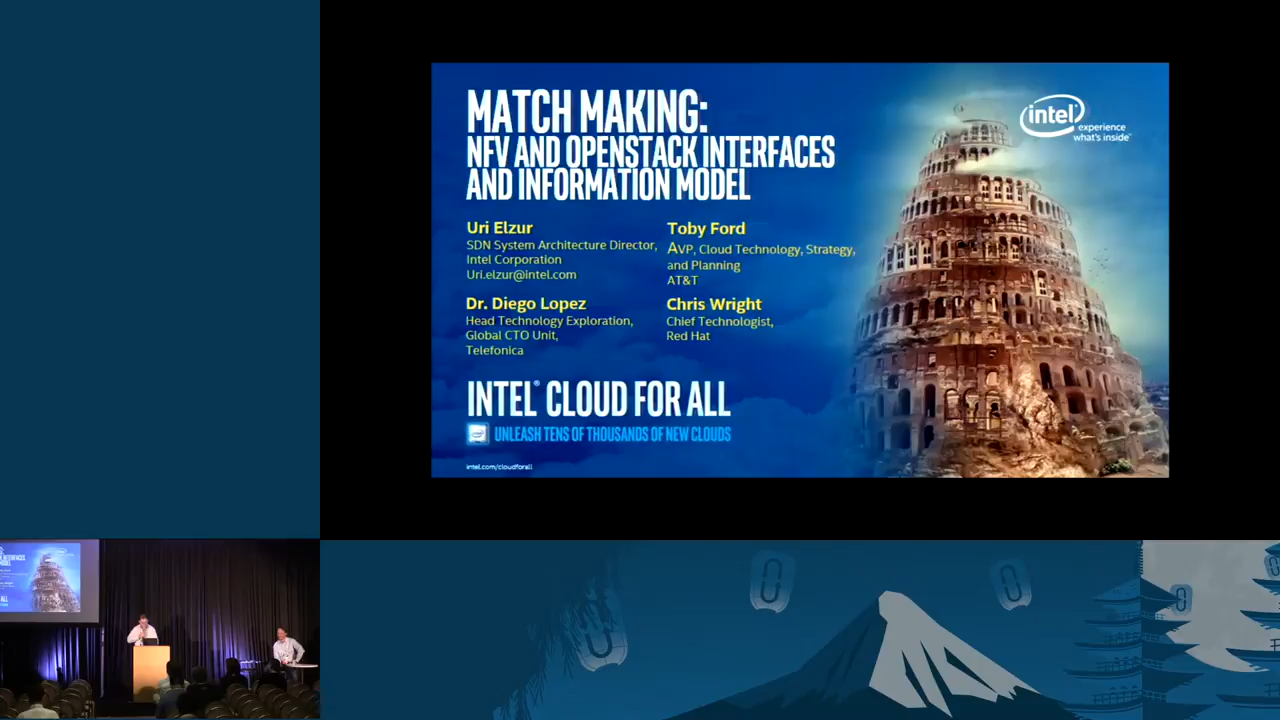 MATCH MAKING:
NFV AND OPENSTACK INTERFACES
AND INFORMATION MODEL
intel
experience
what's inside™
Uri Elzur
SDN System Architecture Director,
Intel Corporation
Uri.elzur@intel.com
Toby Ford
AVP, Cloud Technology, Strategy,
and Planning
AT&T
Dr. Diego Lopez
Head Technology Exploration,
Global CTO Unit,
Telefonica
Chris Wright
Chief Technologist,
Red Hat
INTEL® CLOUD FOR ALL
UNLEASH TENS OF THOUSANDS OF NEW CLOUDS
intel.com/cloudforall